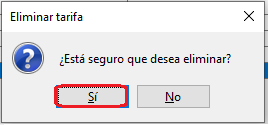 Eliminar tarifa
¿Está seguro que desea eliminar?
Sí
No